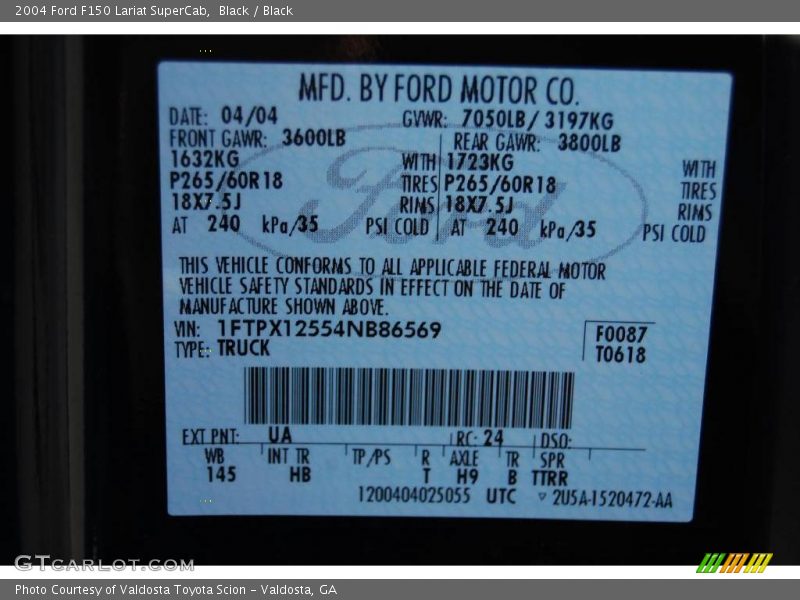 2004 Ford F150 Lariat SuperCab, Black / Black
MFD. BY FORD MOTOR CO.
DATE: 04/04 GVWR: 7050LB/ 3197KG
FRONT GAWR: 3600LB REAR GAWR: 3800LB
1632KG WITH 1723KG WITH
P265/60R18 TIRES P265/60R18 TIRES
18X7.5J RIMS 18X7.5J RIMS
AT 240 kPa/35 PSI COLD AT 240 kPa/35 PSI COLD
Ford
THIS VEHICLE CONFORMS TO ALL APPLICABLE FEDERAL MOTOR
VEHICLE SAFETY STANDARDS IN EFFECT ON THE DATE OF
MANUFACTURE SHOWN ABOVE.
VIN: 1FTPX12554NB86569 F0087
TYPE: TRUCK T0618
EXT PNT: UA RC: 24 DSO:
WB INT TR TP/PS R AXLE TR SPR
145 HB T H9 B TTRR
1200404025055 UTC ▽ 2U5A-1520472-AA
GTCARLOT.COM
Photo Courtesy of Valdosta Toyota Scion - Valdosta, GA